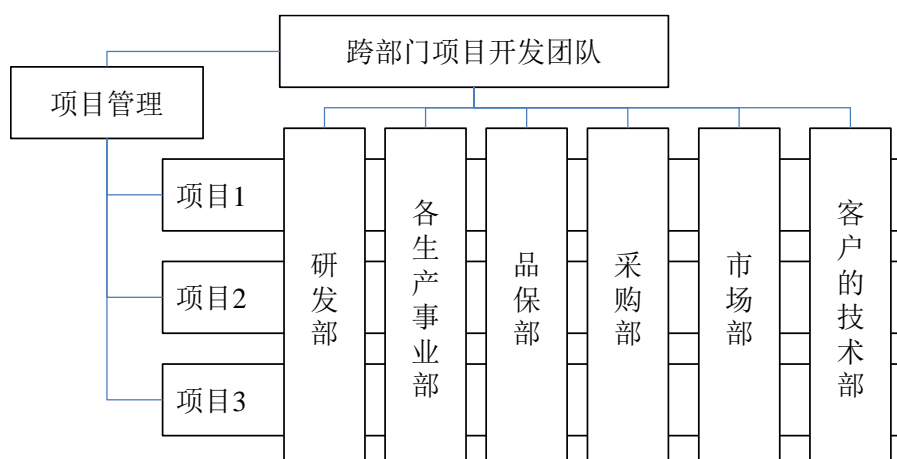 跨部门项目开发团队
项目管理
项目1
项目2
项目3
研发部
各生产事业部
品保部
采购部
市场部
客户的技术部